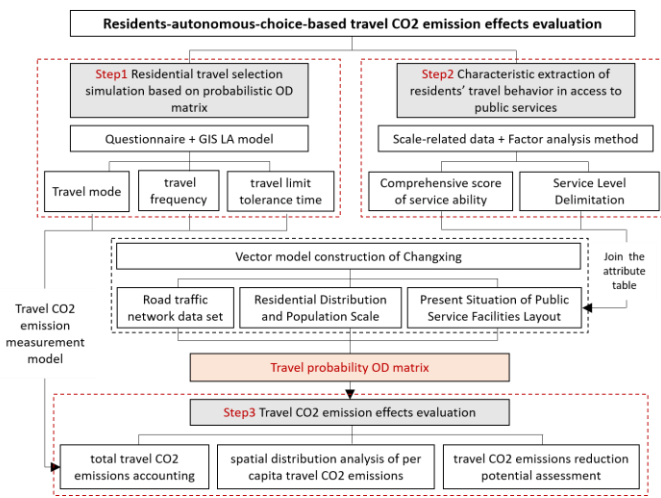 Residents-autonomous-choice-based travel CO2 emission effects evaluation
Step1 Residential travel selection
simulation based on probabilistic OD
matrix
Step2 Characteristic extraction of
residents’ travel behavior in access to
public services
Questionnaire + GIS LA model
Scale-related data + Factor analysis method
Travel mode
travel
frequency
travel limit
tolerance time
Comprehensive score
of service ability
Service Level
Delimitation
Vector model construction of Changxing
Join the
attribute
table
Road traffic
network data set
Residential Distribution
and Population Scale
Present Situation of Public
Service Facilities Layout
Travel CO2
emission
measurement
model
Travel probability OD matrix
Step3 Travel CO2 emission effects evaluation
total travel CO2
emissions accounting
spatial distribution analysis of per
capita travel CO2 emissions
travel CO2 emissions reduction
potential assessment